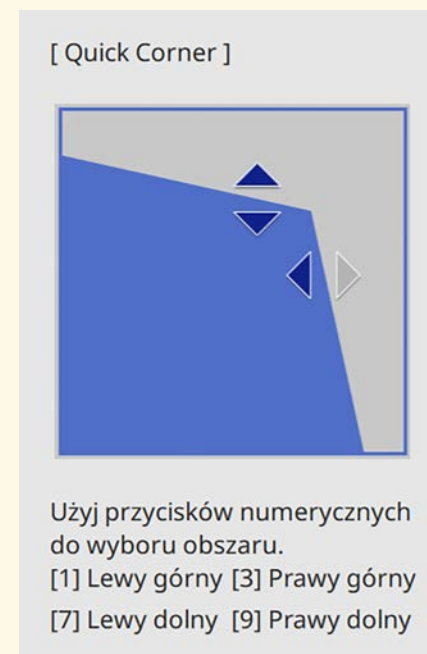 [ Quick Corner ]
Użyj przycisków numerycznych
do wyboru obszaru.
[1] Lewy górny [3] Prawy górny
[7] Lewy dolny [9] Prawy dolny